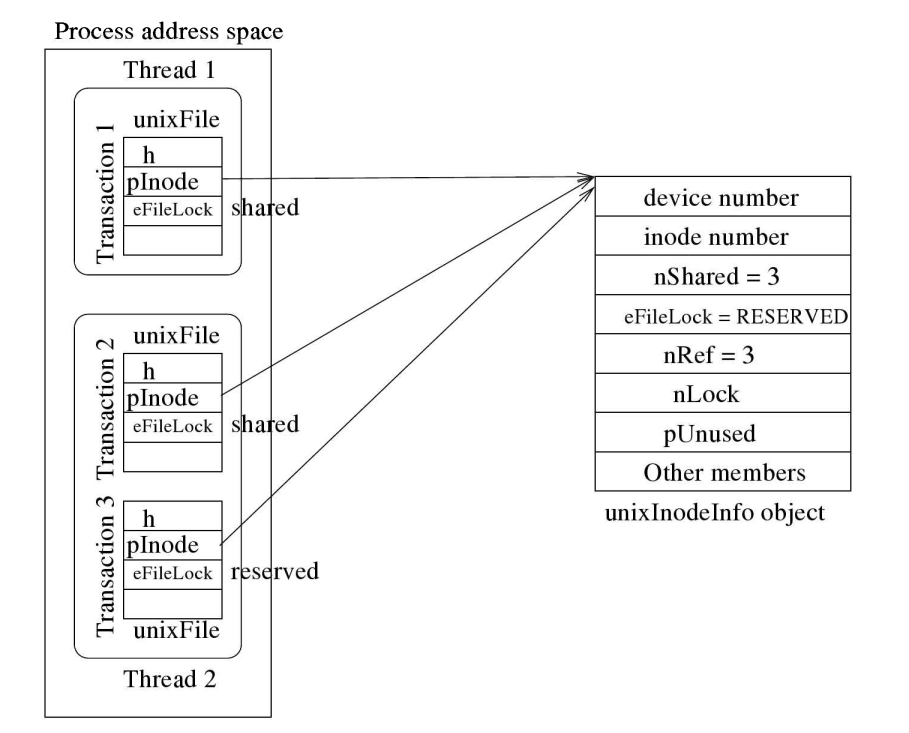 Process address space
Thread 1
Transaction 1
unixFile
h
pInode
eFileLock shared
Transaction 2
unixFile
h
pInode
eFileLock shared
Transaction 3
h
pInode
eFileLock reserved
unixFile
Thread 2
device number
inode number
nShared = 3
eFileLock = RESERVED
nRef = 3
nLock
pUnused
Other members
unixInodeInfo object